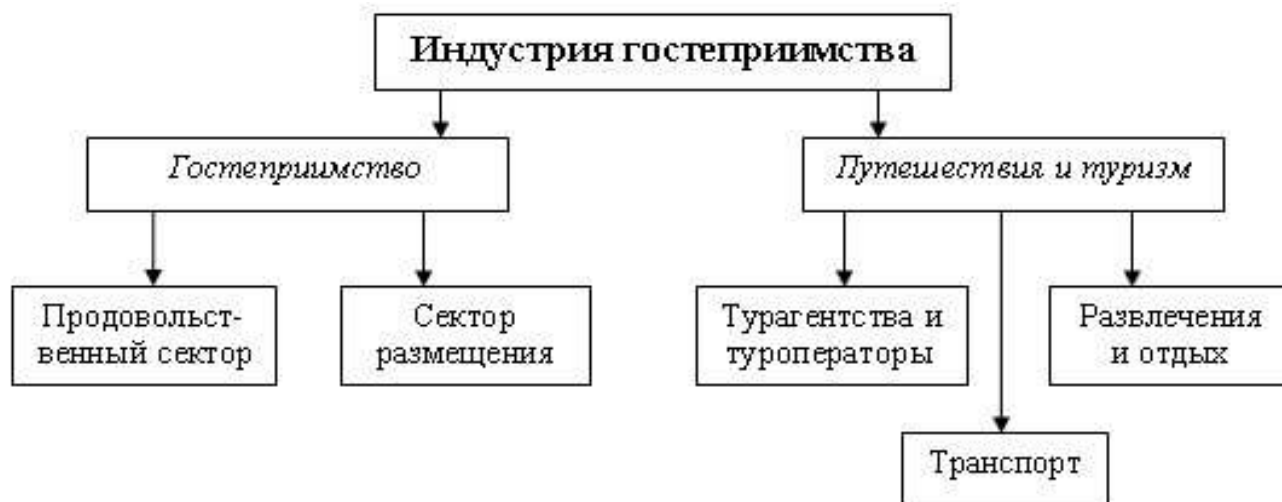 Индустрия гостеприимства
Гостеприимство
Путешествия и туризм
Продовольст-
венный сектор
Сектор
размещения
Турагентства и
туроператоры
Развлечения
и отдых
Транспорт